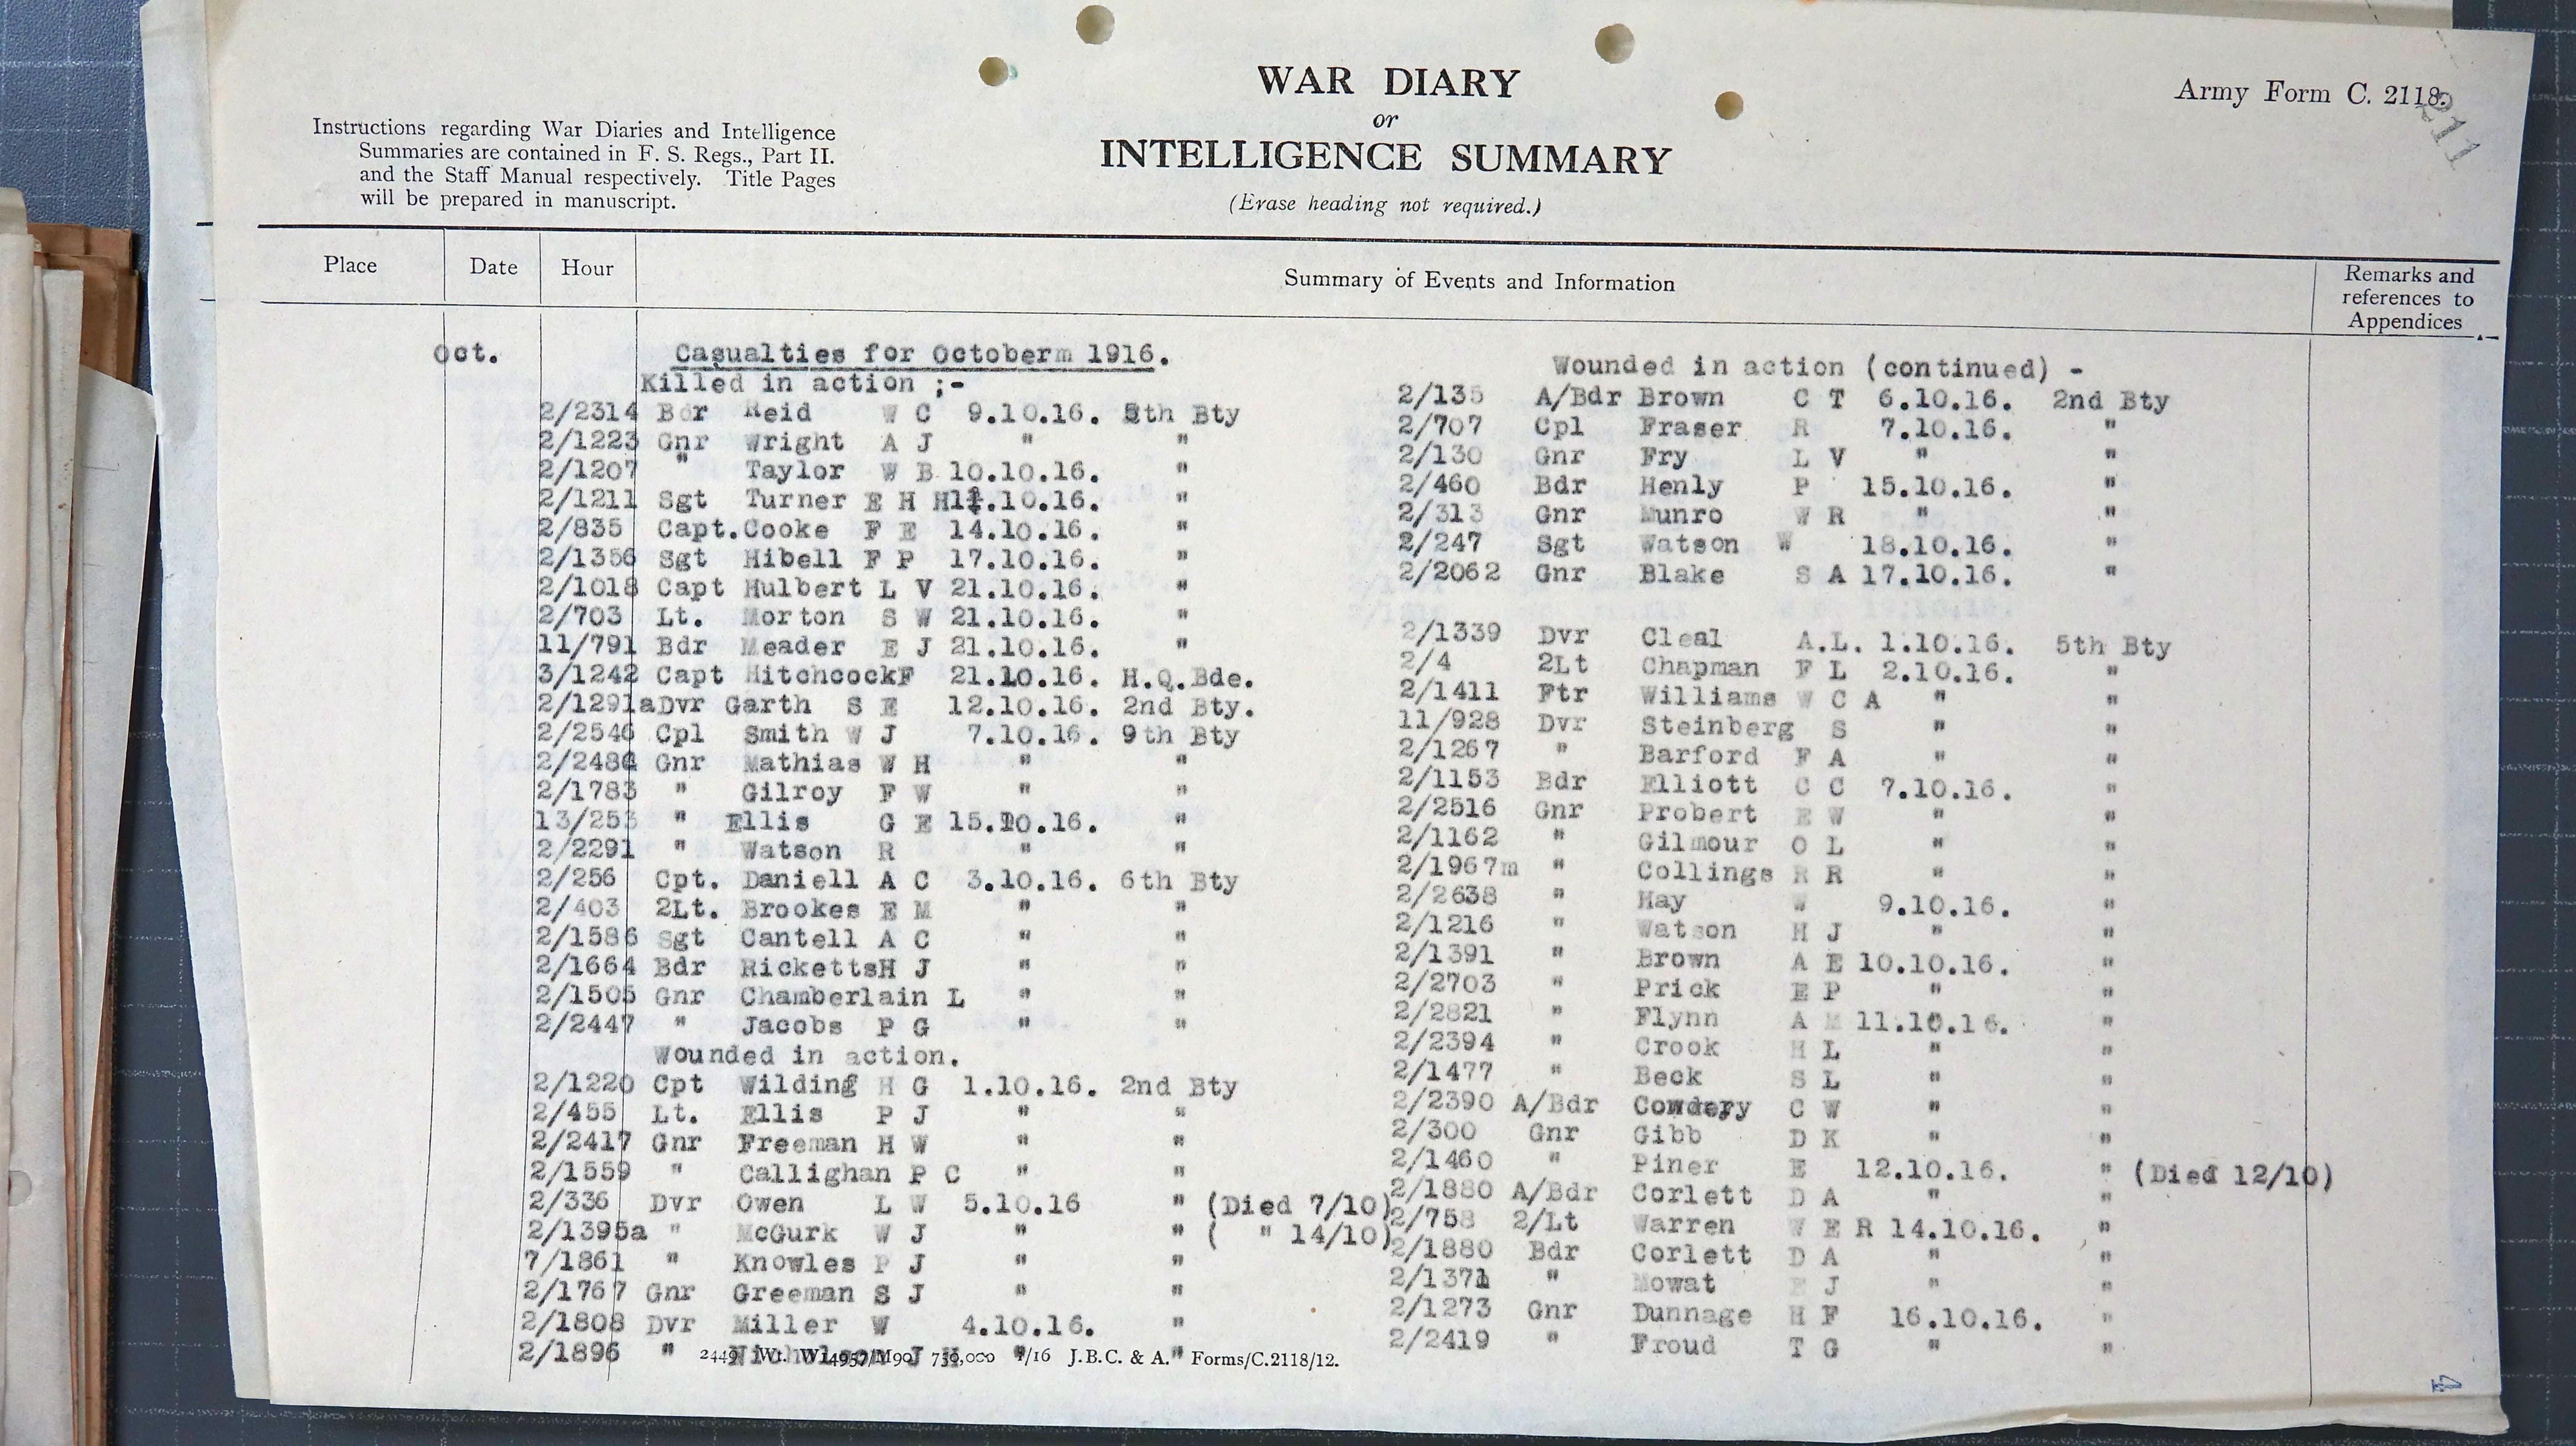 WAR DIARY
or
INTELLIGENCE SUMMARY
(Erase heading not required.)
Army Form C. 2118.
211
Instructions regarding War Diaries and Intelligence
Summaries are contained in F. S. Regs., Part II.
and the Staff Manual respectively. Title Pages
will be prepared in manuscript.
Place Date Hour Summary of Events and Information Remarks and references to Appendices
Oct.
Casualties for Octoberm 1916.
Killed in action ;-
2/2314 Bdr Reid W C 9.10.16. 5th Bty
2/1223 Gnr Wright A J " "
2/1207 " Taylor W B 10.10.16. "
2/1211 Sgt Turner E H H .10.16. "
2/835 Capt. Cooke F E 14.10.16. "
2/1356 Sgt Hibell F P 17.10.16. "
2/1018 Capt Hulbert L V 21.10.16. "
2/703 Lt. Morton S W 21.10.16. "
11/791 Bdr Meader E J 21.10.16. "
3/1242 Capt Hitchcock F 21.10.16. H.Q.Bde.
2/1291a Dvr Garth S E 12.10.16. 2nd Bty.
2/2546 Cpl Smith W J 7.10.16. 9th Bty
Gnr Mathias W H " "
2/1783 " Gilroy F W " "
13/253 " Ellis G E 15.10.16. "
2/2291 " Watson R " "
2/256 Cpt. Daniell A C 3.10.16. 6th Bty
2/403 2Lt. Brookes E M " "
2/1586 Sgt Cantell A C " "
2/1664 Bdr Ricketts H J " "
2/1505 Gnr Chamberlain L " "
2/2447 " Jacobs P G " "
Wounded in action.
2/1220 Cpt Wilding H G 1.10.16. 2nd Bty
2/455 Lt. Ellis P J " "
2/2417 Gnr Freeman H W " "
2/1559 " Callighan P C " "
2/336 Dvr Owen L W 5.10.16 " (Died 7/10)
2/1395a " McGurk W J " " ( " 14/10)
7/1861 " Knowles P J " "
2/1767 Gnr Greeman S J " "
2/1808 Dvr Miller W 4.10.16. "
2/1896 " Nicholson J " "
Wounded in action (continued) -
2/135 A/Bdr Brown C T 6.10.16. 2nd Bty
2/707 Cpl Fraser R 7.10.16. "
2/130 Gnr Fry L V " "
2/460 Bdr Henly P 15.10.16. "
2/313 Gnr Munro W R " "
2/247 Sgt Watson W 18.10.16. "
2/2062 Gnr Blake S A 17.10.16. "
2/1339 Dvr Cleal A.L. 1.10.16. 5th Bty
2/4 2Lt Chapman F L 2.10.16. "
2/1411 Ftr Williams W C A " "
11/928 Dvr Steinberg S " "
2/1267 " Barford F A " "
2/1153 Bdr Elliott C C 7.10.16. "
2/2516 Gnr Probert E W " "
2/1162 " Gilmour O L " "
2/1967m " Collings R R " "
2/2638 " Hay W 9.10.16. "
2/1216 " Watson H J " "
2/1391 " Brown A E 10.10.16. "
2/2703 " Prick E P " "
2/2821 " Flynn A M 11.10.16. "
2/2394 " Crook H L " "
2/1477 " Beck S L " "
2/2390 A/Bdr Cowdery C W " "
2/300 Gnr Gibb D K " "
2/1460 " Piner E 12.10.16. " (Died 12/10)
2/1880 A/Bdr Corlett D A " "
2/758 2/Lt Warren W E R 14.10.16. "
2/1880 Bdr Corlett D A " "
2/1371 " Mowat E J " "
2/1273 Gnr Dunnage H F 16.10.16. "
2/2419 " Froud T G " "
2449 Wt. W14957/M90 750,000 1/16 J.B.C. & A. Forms/C.2118/12.